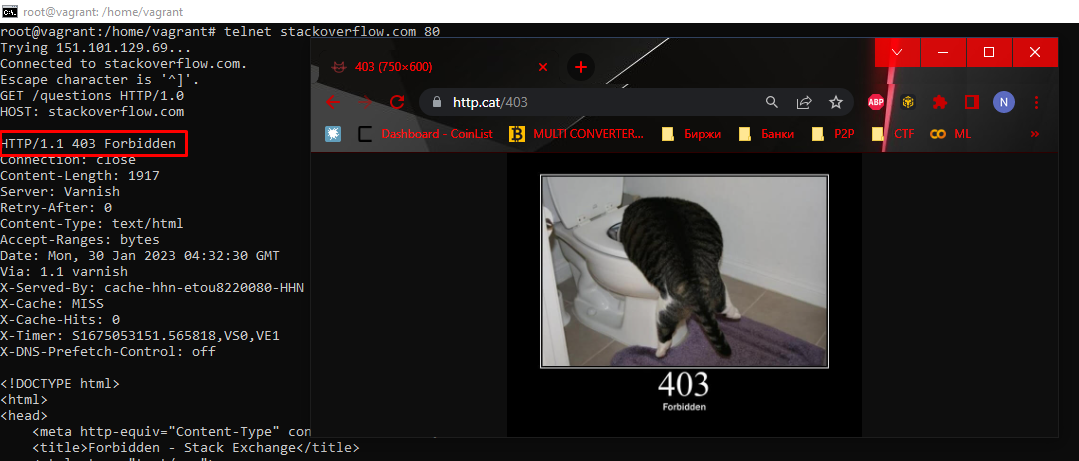 root@vagrant: /home/vagrant
root@vagrant:/home/vagrant# telnet stackoverflow.com 80
Trying 151.101.129.69...
Connected to stackoverflow.com.
Escape character is '^]'.
GET /questions HTTP/1.0
HOST: stackoverflow.com
HTTP/1.1 403 Forbidden
Connection: close
Content-Length: 1917
Server: Varnish
Retry-After: 0
Content-Type: text/html
Accept-Ranges: bytes
Date: Mon, 30 Jan 2023 04:32:30 GMT
Via: 1.1 varnish
X-Served-By: cache-hhn-etou8220080-HHN
X-Cache: MISS
X-Cache-Hits: 0
X-Timer: S1675053151.565818,VS0,VE1
X-DNS-Prefetch-Control: off
<!DOCTYPE html>
<html>
<head>
<meta http-equiv="Content-Type" con
<title>Forbidden - Stack Exchange</title>
403 (750×600)
http.cat/403
ABP
N
Dashboard - CoinList
MULTI CONVERTER...
Биржи
Банки
P2P
CTF
ML
»
403
Forbidden